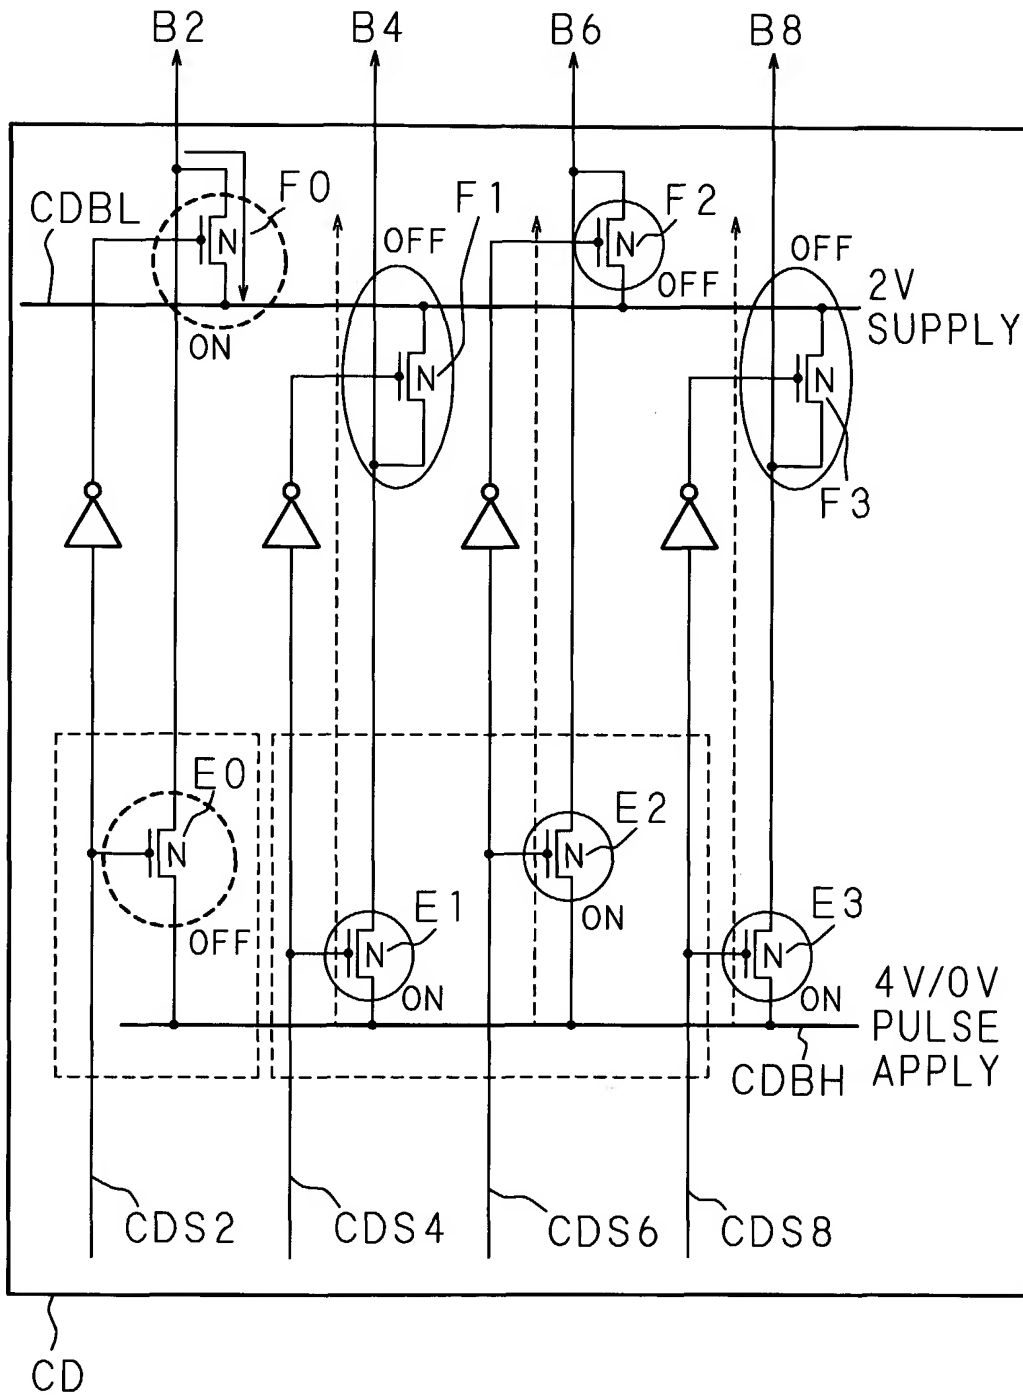 B2
B4
B6
B8
CDBL
F0
N
ON
OFF
F1
N
F2
N
OFF
OFF
N
F3
2V
SUPPLY
E0
N
OFF
E1
N
ON
E2
N
ON
E3
N
ON
4V/0V
PULSE
APPLY
CDBH
CDS2
CDS4
CDS6
CDS8
CD